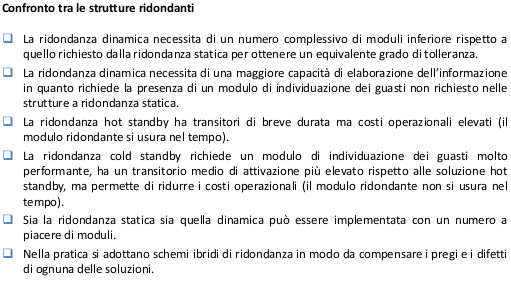 Confronto tra le strutture ridondanti
❑ La ridondanza dinamica necessita di un numero complessivo di moduli inferiore rispetto a
quello richiesto dalla ridondanza statica per ottenere un equivalente grado di tolleranza.
❑ La ridondanza dinamica necessita di una maggiore capacità di elaborazione dell'informazione
in quanto richiede la presenza di un modulo di individuazione dei guasti non richiesto nelle
strutture a ridondanza statica.
❑ La ridondanza hot standby ha transitori di breve durata ma costi operazionali elevati (il
modulo ridondante si usura nel tempo).
❑ La ridondanza cold standby richiede un modulo di individuazione dei guasti molto
performante, ha un transitorio medio di attivazione più elevato rispetto alle soluzione hot
standby, ma permette di ridurre i costi operazionali (il modulo ridondante non si usura nel
tempo).
❑ Sia la ridondanza statica sia quella dinamica può essere implementata con un numero a
piacere di moduli.
❑ Nella pratica si adottano schemi ibridi di ridondanza in modo da compensare i pregi e i difetti
di ognuna delle soluzioni.